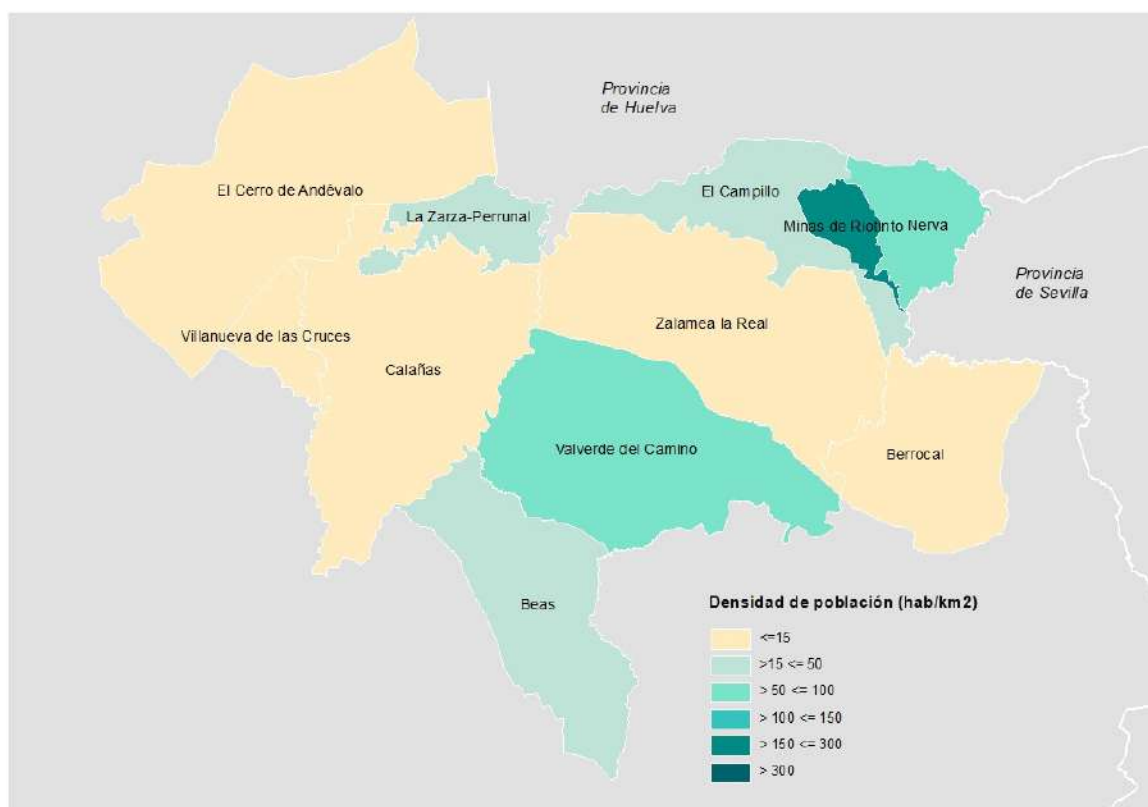 Provincia
de Huelva
El Cerro de Andévalo
El Campillo
La Zarza-Perrunal
Minas de Riotinto
Nerva
Provincia
de Sevilla
Zalamea la Real
Villanueva de las Cruces
Calañas
Valverde del Camino
Berrocal
Beas
Densidad de población (hab/km2)
<=15
>15 <= 50
> 50 <= 100
> 100 <= 150
> 150 <= 300
> 300